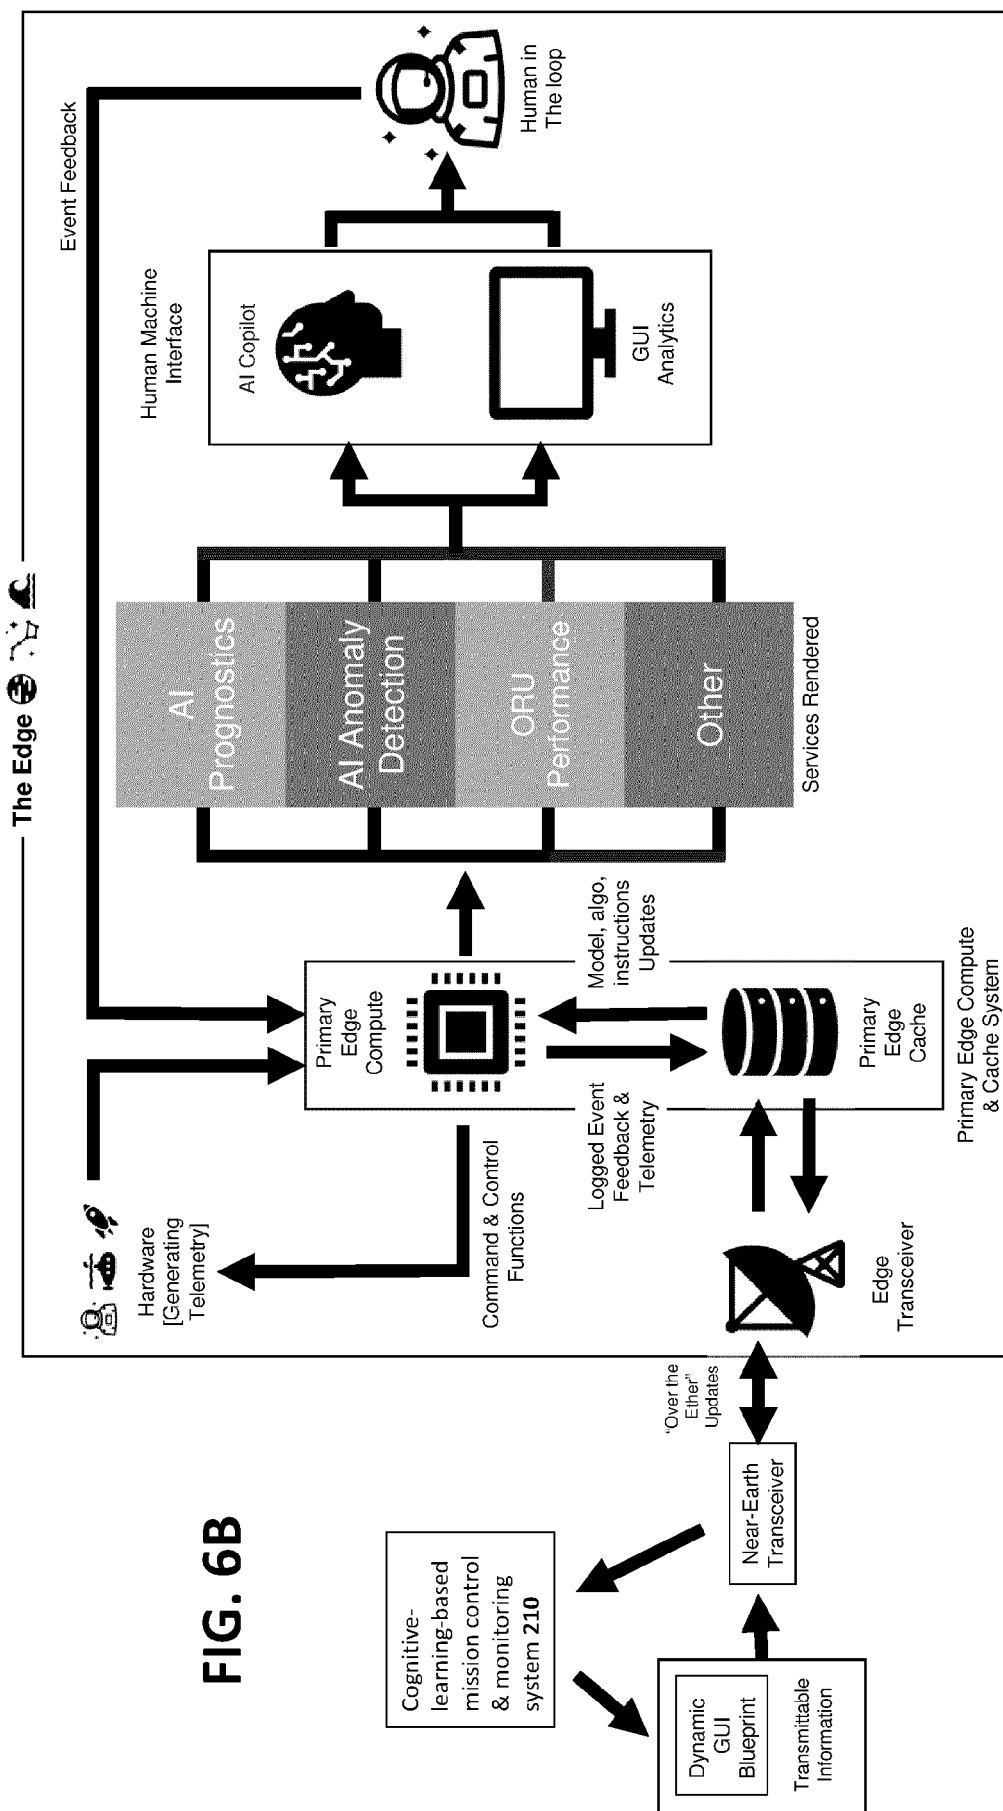 FIG. 6B
The Edge
Event Feedback
Human in
The loop
Human Machine
Interface
AI Copilot
GUI
Analytics
AI
Prognostics
AI Anomaly
Detection
ORU
Performance
Other
Services Rendered
Hardware
[Generating
Telemetry]
Command & Control
Functions
Primary
Edge
Compute
Model, algo,
instructions
Updates
Logged Event
Feedback &
Telemetry
Primary
Edge
Cache
Primary Edge Compute
& Cache System
Edge
Transceiver
"Over the
Ether"
Updates
Near-Earth
Transceiver
Cognitive-
learning-based
mission control
& monitoring
system 210
Dynamic
GUI
Blueprint
Transmittable
Information